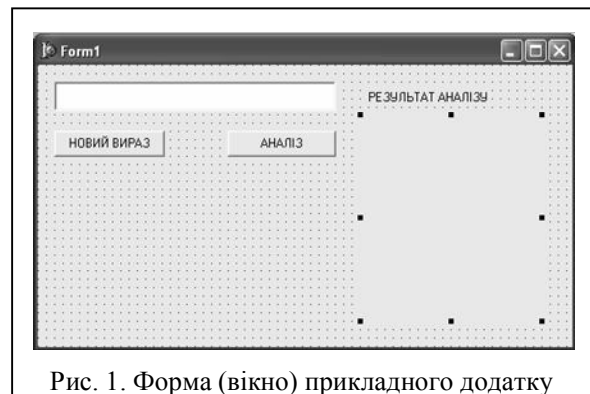 Form1
РЕЗУЛЬТАТ АНАЛІЗУ
НОВИЙ ВИРАЗ
АНАЛІЗ
Рис. 1. Форма (вікно) прикладного додатку